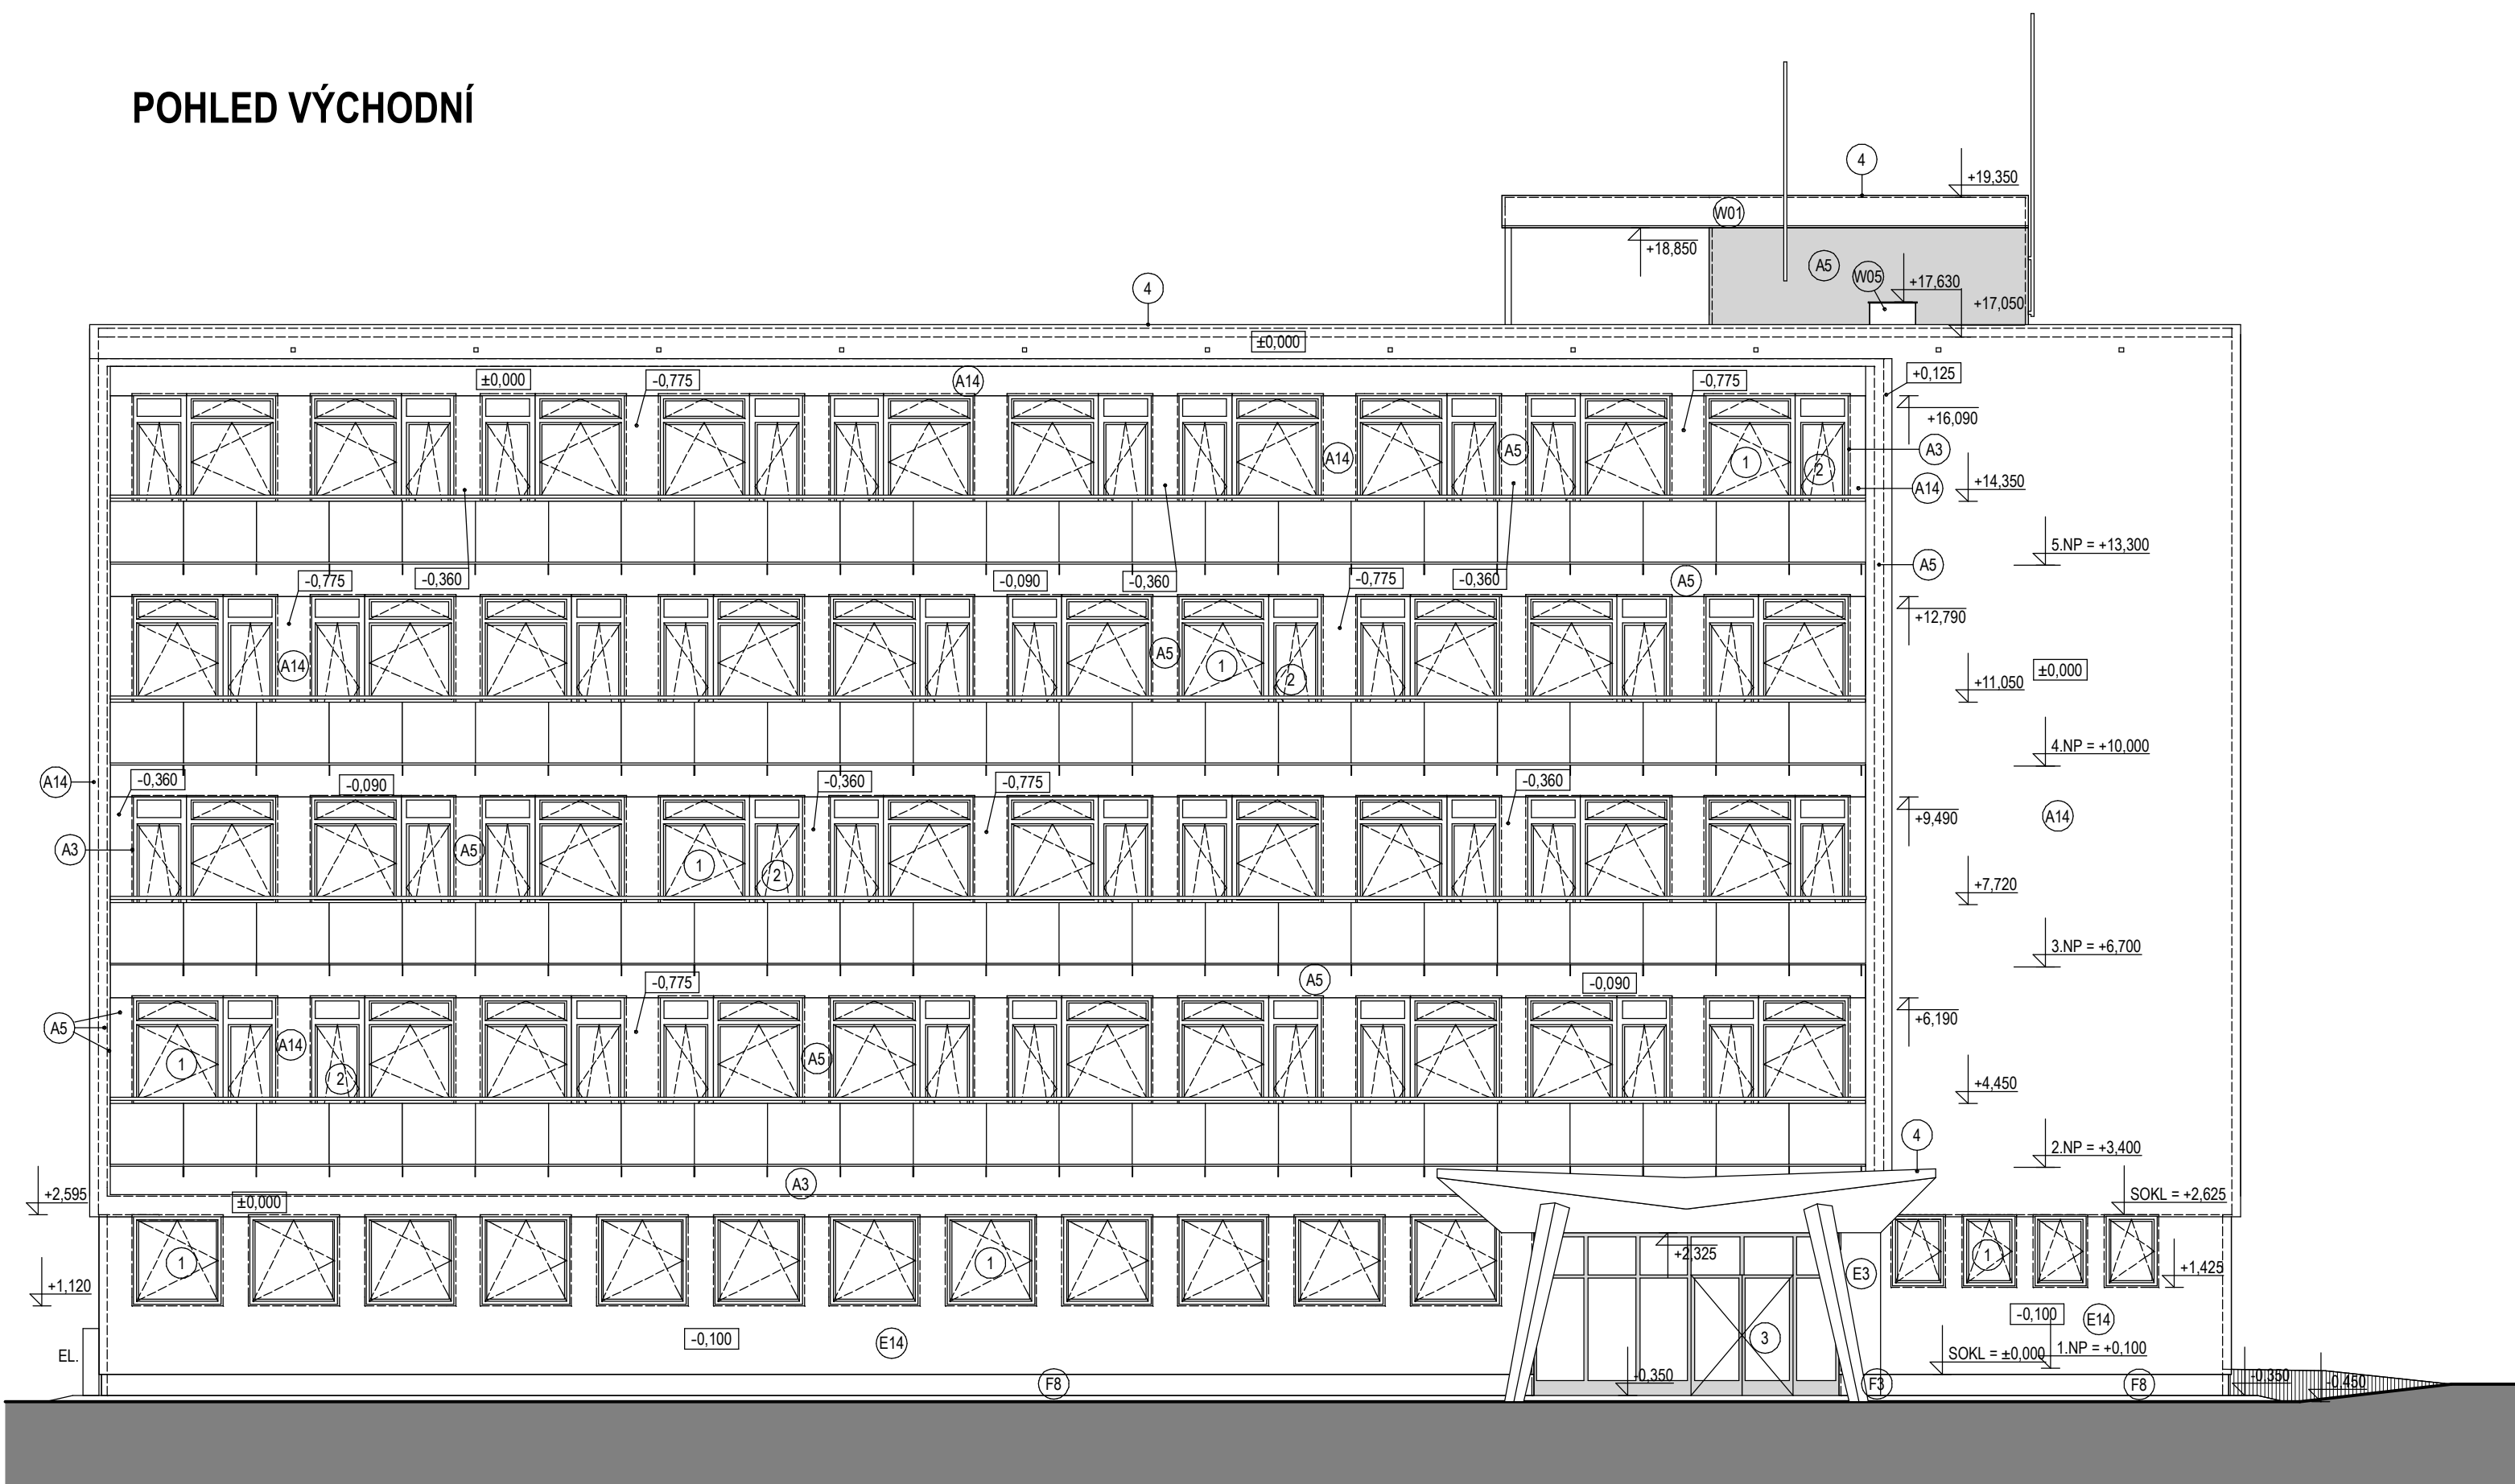 POHLED VÝCHODNÍ
4
+19,350
W01
+18,850
A5
W05
+17,630
+17,050
4
±0,000
±0,000
-0,775
A14
-0,775
+0,125
+16,090
A14
A5
1
2
A3
A14
+14,350
5.NP = +13,300
-0,775
-0,360
-0,090
-0,360
-0,775
-0,360
A5
A5
+12,790
A14
A5
1
2
±0,000
+11,050
4.NP = +10,000
A14
-0,360
-0,090
-0,360
-0,775
-0,360
+9,490
A14
A3
A5
1
2
+7,720
3.NP = +6,700
-0,775
A5
-0,090
+6,190
A5
A14
A5
1
2
+4,450
4
2.NP = +3,400
A3
+2,595
±0,000
SOKL = +2,625
1
1
+2,325
E3
1
+1,425
+1,120
-0,100
E14
3
-0,100
E14
EL.
SOKL = ±0,000
1.NP = +0,100
F8
-0,350
F3
F8
-0,350
-0,450